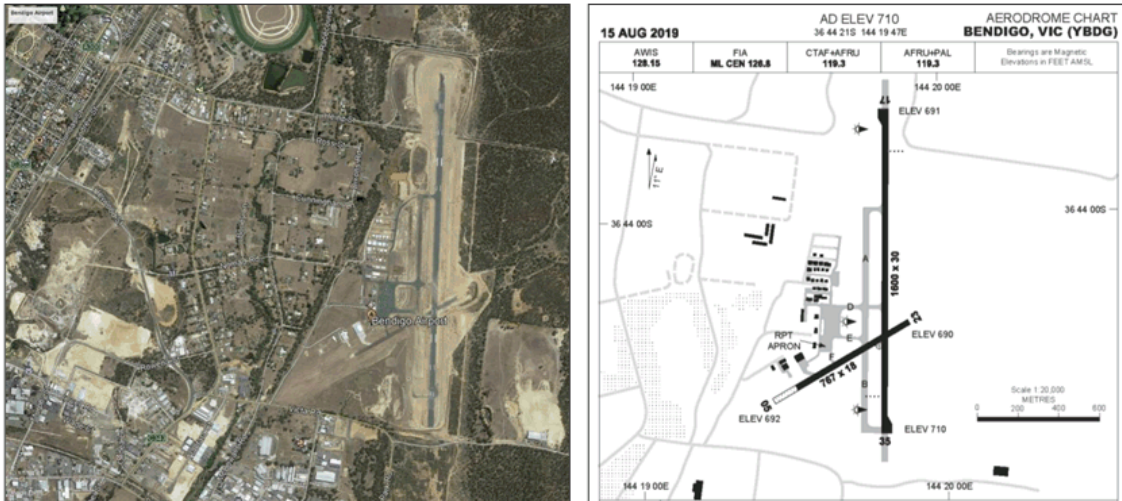 Bendigo Airport
Bendigo Airport
15 AUG 2019
AD ELEV 710
36 44 21S 144 19 47E
AERODROME CHART
BENDIGO, VIC (YBDG)
AWIS
128.15
FIA
ML CEN 126.8
CTAF+AFRU
119.3
AFRU+PAL
119.3
Bearings are Magnetic
Elevations in FEET AMSL
144 19 00E
144 20 00E
17
ELEV 691
11° E
36 44 00S
36 44 00S
A
1600 x 30
D
E
23
ELEV 690
RPT
APRON
F
767 x 18
B
05
ELEV 692
Scale 1:20,000
METRES
0 200 400 600
ELEV 710
35
144 19 00E
144 20 00E